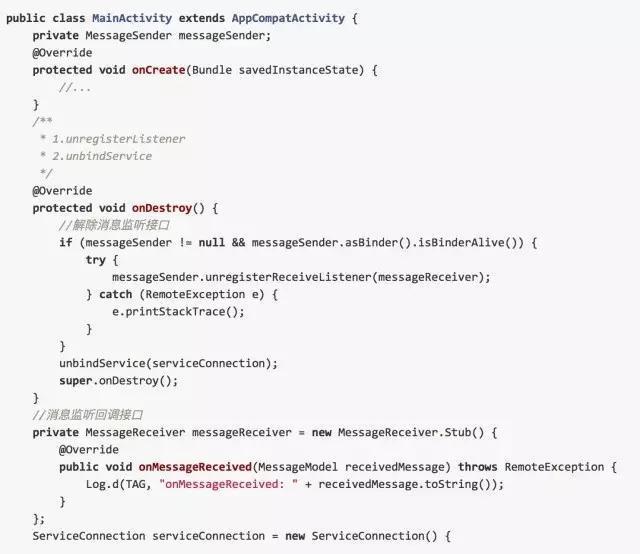 public class MainActivity extends AppCompatActivity {
    private MessageSender messageSender;
    @Override
    protected void onCreate(Bundle savedInstanceState) {
        //...
    }
    /**
     * 1.unregisterListener
     * 2.unbindService
     */
    @Override
    protected void onDestroy() {
        //解除消息监听接口
        if (messageSender != null && messageSender.asBinder().isBinderAlive()) {
            try {
                messageSender.unregisterReceiveListener(messageReceiver);
            } catch (RemoteException e) {
                e.printStackTrace();
            }
        }
        unbindService(serviceConnection);
        super.onDestroy();
    }
    //消息监听回调接口
    private MessageReceiver messageReceiver = new MessageReceiver.Stub() {
        @Override
        public void onMessageReceived(MessageModel receivedMessage) throws RemoteException {
            Log.d(TAG, "onMessageReceived: " + receivedMessage.toString());
        }
    };
    ServiceConnection serviceConnection = new ServiceConnection() {